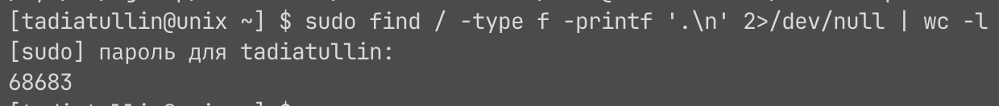 [tadiatullin@unix ~] $ sudo find / -type f -printf '.\n' 2>/dev/null | wc -l
[sudo] пароль для tadiatullin:
68683